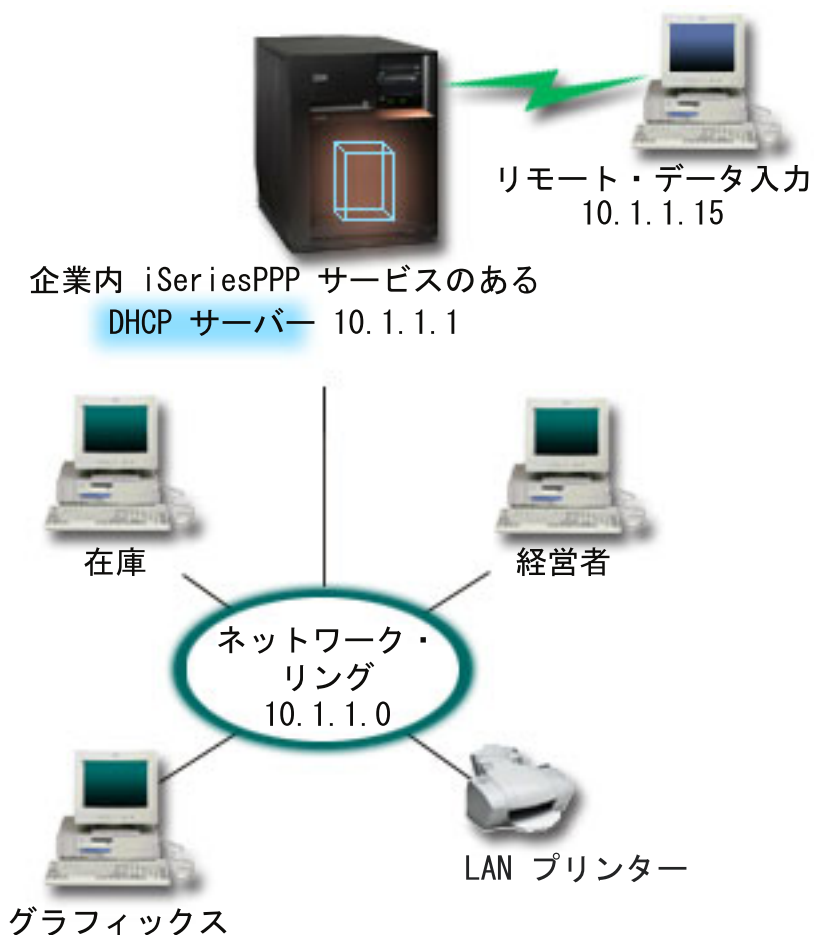 リモート・データ入力
10.1.1.15
企業内 iSeriesPPP サービスのある
DHCP サーバー 10.1.1.1
在庫
経営者
ネットワーク・
リング
10.1.1.0
LAN プリンター
グラフィックス